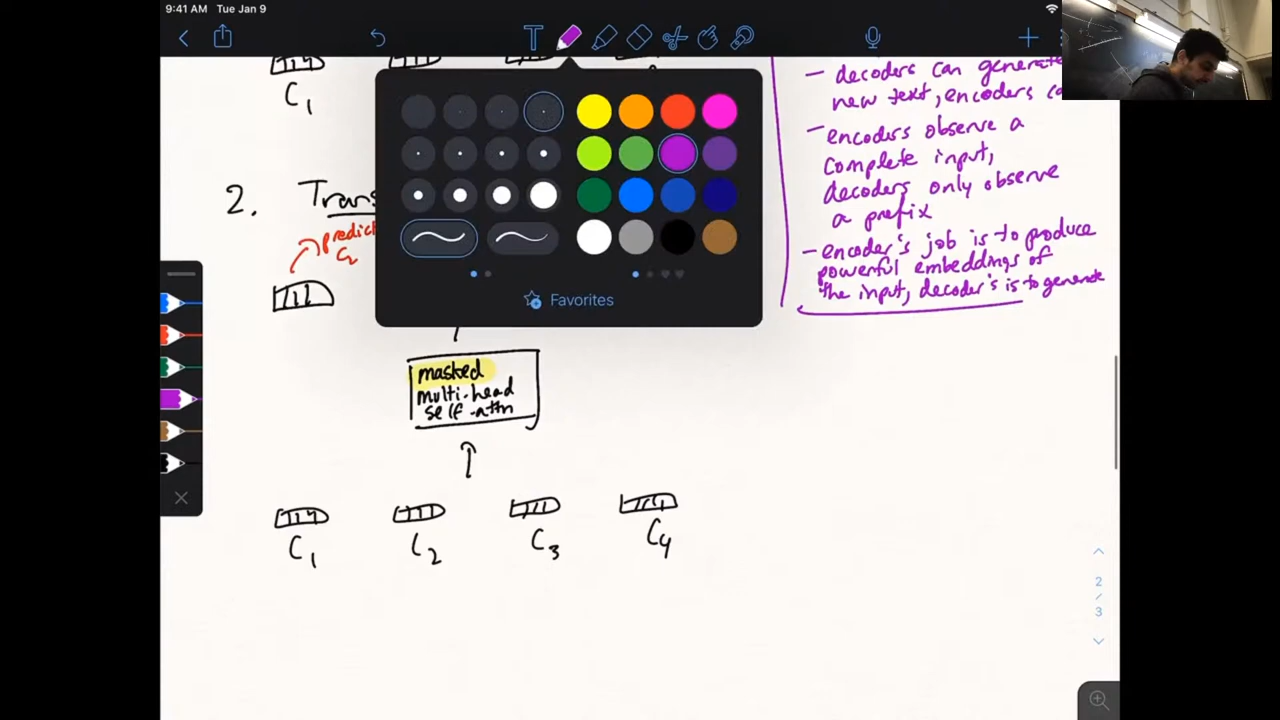 9:41 AM Tue Jan 9
C1
decoders can generate
new text, encoders
- encoders observe a
complete input,
decoders only observe
a prefix
- encoder's job is to produce
powerful embeddings of
the input, decoder's is to generate
2. Trans
predict
C2
Favorites
masked
multi-head
self-attn
C1 C2 C3 C4
2
/
3